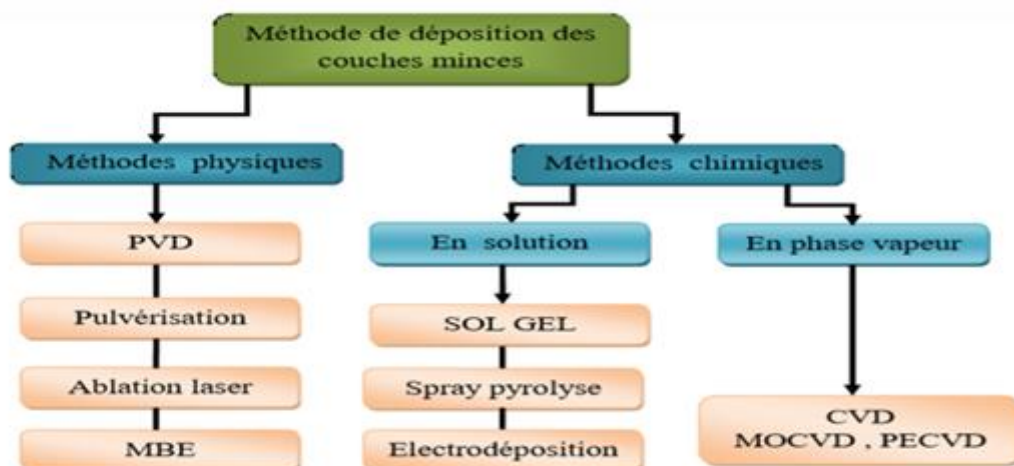 Méthode de déposition des
couches minces
Méthodes physiques
Méthodes chimiques
PVD
En solution
En phase vapeur
Pulvérisation
SOL GEL
Ablation laser
Spray pyrolyse
CVD
MOCVD , PECVD
MBE
Electrodéposition